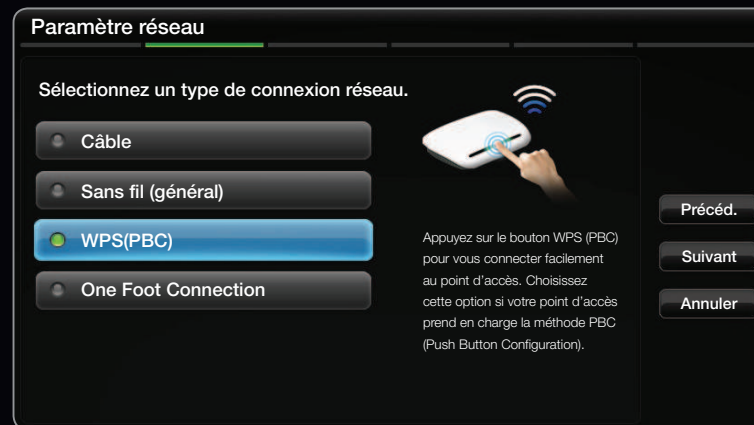 Paramètre réseau
Sélectionnez un type de connexion réseau.
Câble
Sans fil (général)
WPS(PBC)
One Foot Connection
Appuyez sur le bouton WPS (PBC)
pour vous connecter facilement
au point d'accès. Choisissez
cette option si votre point d'accès
prend en charge la méthode PBC
(Push Button Configuration).
Précéd.
Suivant
Annuler